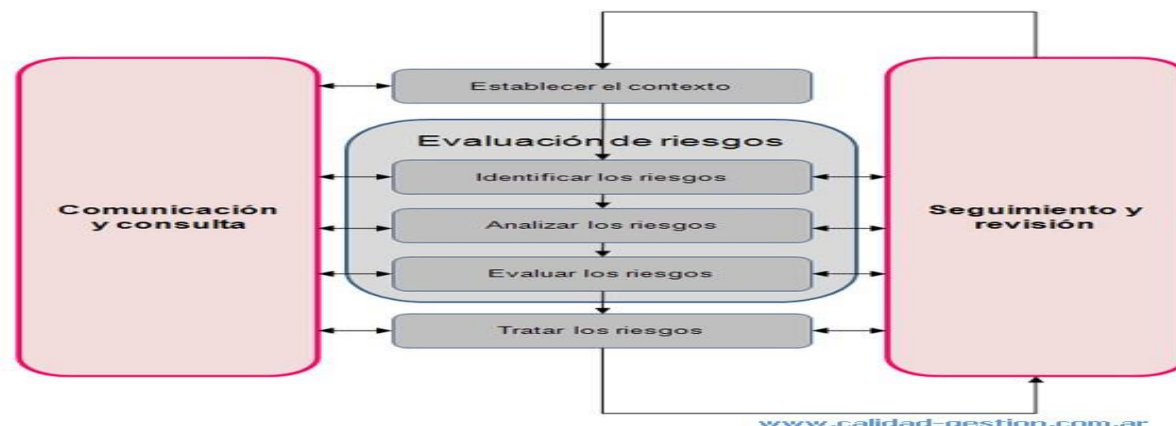 Establecer el contexto
Evaluación de riesgos
Identificar los riesgos
Comunicación
y consulta
Analizar los riesgos
Seguimiento y
revisión
Evaluar los riesgos
Tratar los riesgos
www.calidad-gestion.com.ar